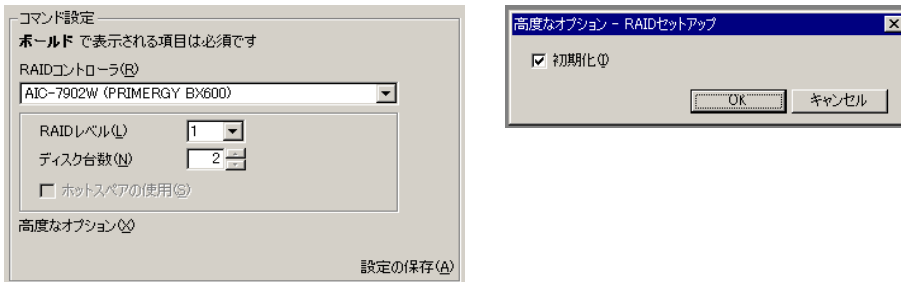 コマンド設定
ボールド で表示される項目は必須です
RAIDコントローラ(R)
AIC-7902W (PRIMERGY BX600)
RAIDレベル(L) 1
ディスク台数(N) 2
ホットスペアの使用(S)
高度なオプション(X)
設定の保存(A)
高度なオプション - RAIDセットアップ
初期化(I)
OK キャンセル